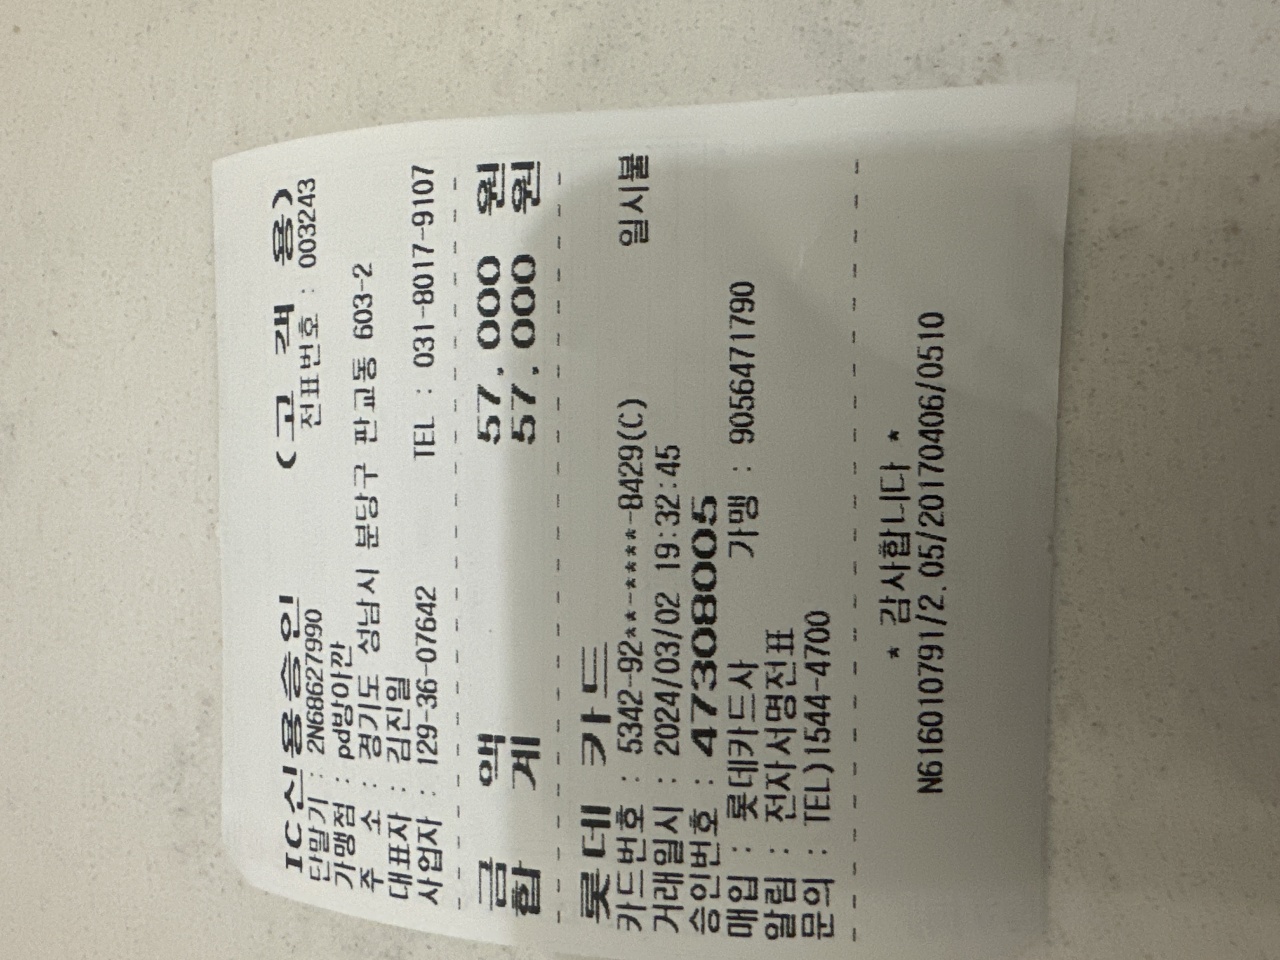 IC신용승인 (고 객 용)
단말기 : 2N68627990 전표번호 : 003243
가맹점 : pd방아깐
주 소 : 경기도 성남시 분당구 판교동 603-2
대표자 : 김진일
사업자 : 129-36-07642 TEL : 031-8017-9107
금 액 57,000 원
합 계 57,000 원
롯데 카드
카드번호 : 5342-92**-****-8429(C) 일시불
거래일시 : 2024/03/02 19:32:45
승인번호 : 47308005
매입 : 롯데카드사 가맹 : 9056471790
알림 : 전자서명전표
문의 : TEL)1544-4700
* 감사합니다 *
N6160107091/2.05/20170406/0510